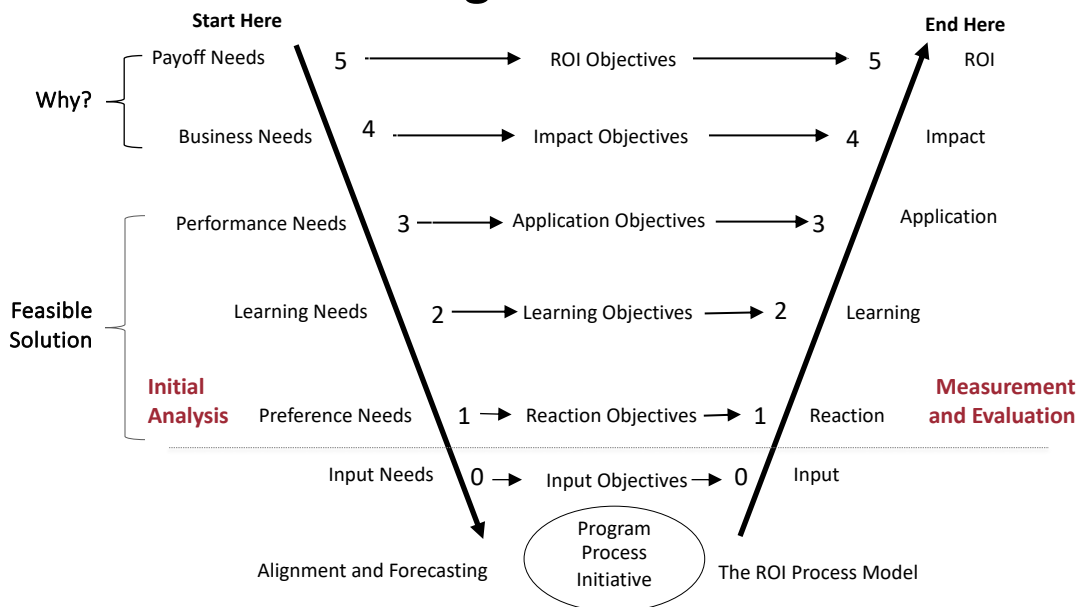 g
Start Here
End Here
Payoff Needs 5 ROI Objectives 5 ROI
Why?
Business Needs 4 Impact Objectives 4 Impact
Performance Needs 3 Application Objectives 3 Application
Feasible
Solution
Learning Needs 2 Learning Objectives 2 Learning
Initial
Analysis
Measurement
and Evaluation
Preference Needs 1 Reaction Objectives 1 Reaction
Input Needs 0 Input Objectives 0 Input
Program
Process
Initiative
Alignment and Forecasting
The ROI Process Model